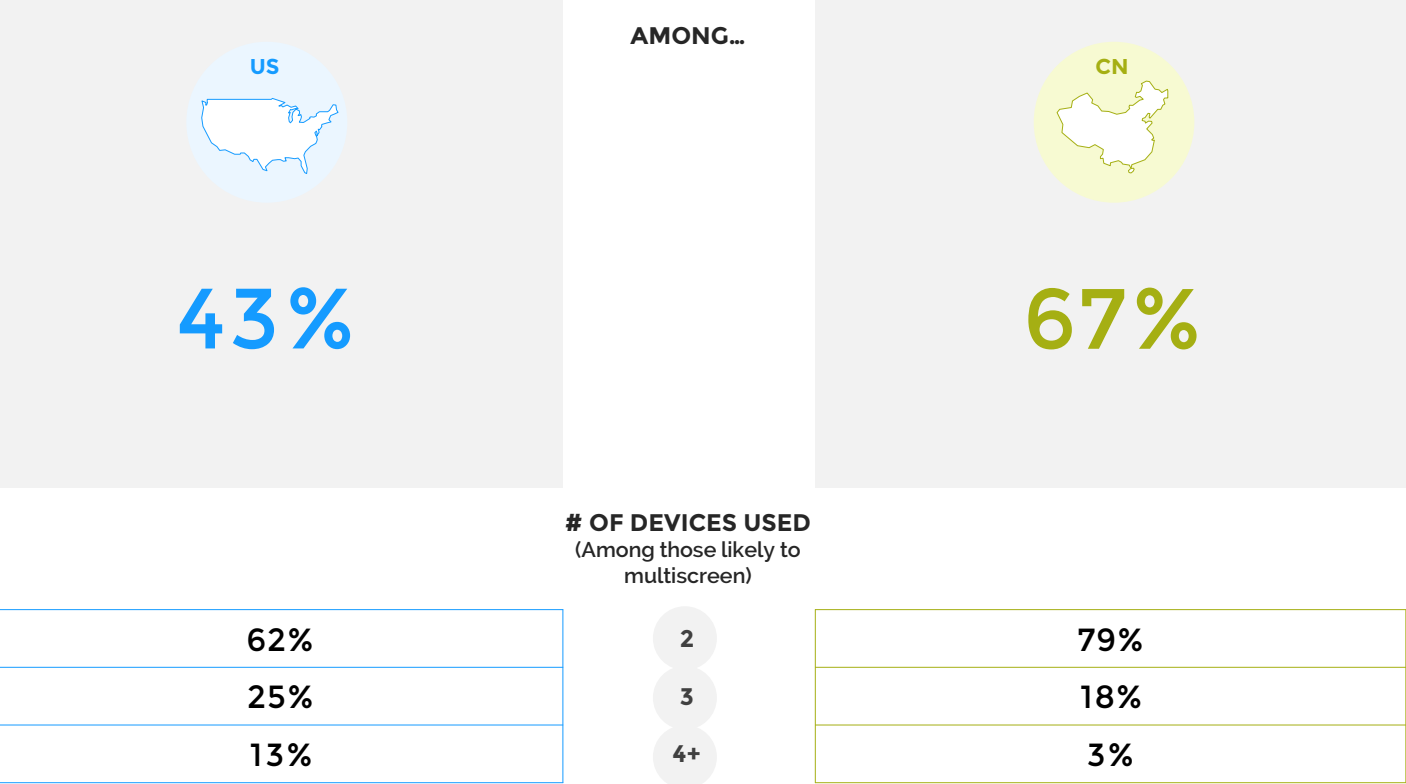 AMONG…
US
CN
43%
67%
# OF DEVICES USED
(Among those likely to
multiscreen)
62%
2
79%
25%
3
18%
13%
4+
3%